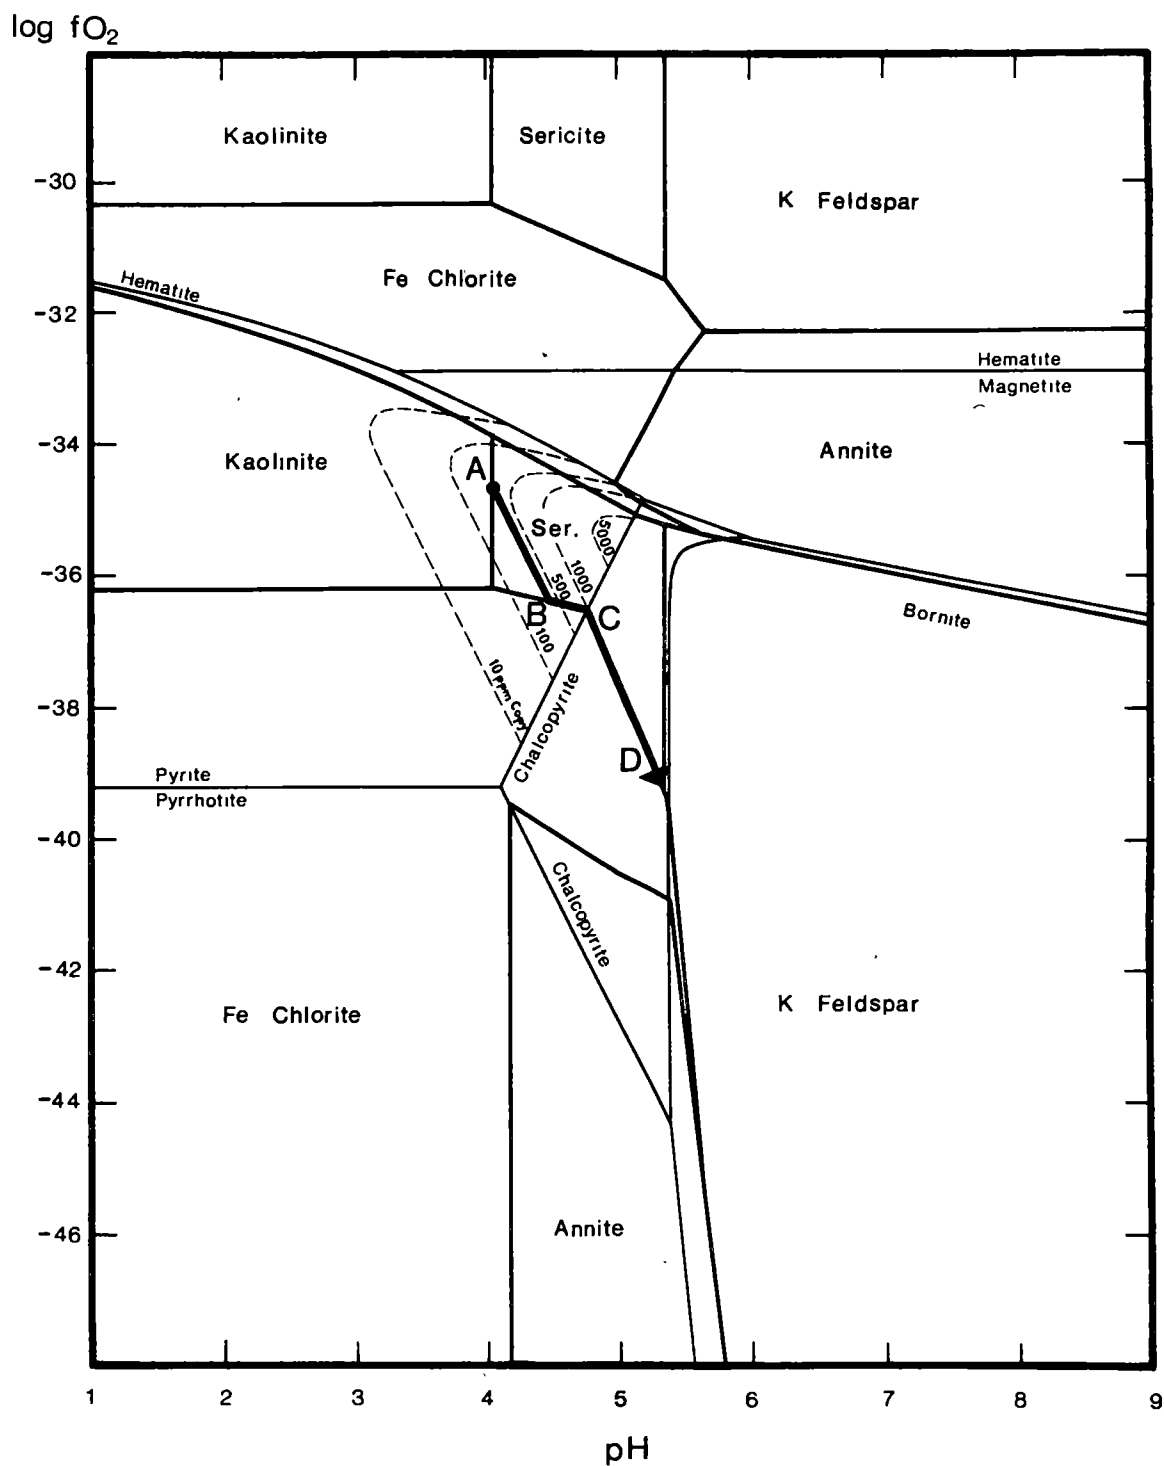 log fO₂
Kaolinite
Sericite
-30
K Feldspar
Fe Chlorite
Hematite
-32
Hematite
Magnetite
-34
Annite
Kaolinite
A
Ser.
5000
1000
-36
500
B
C
Bornite
100
10 ppm Copy
-38
Chalcopyrite
D
Pyrite
Pyrrhotite
-40
Chalcopyrite
-42
K Feldspar
Fe Chlorite
-44
Annite
-46
1 2 3 4 5 6 7 8 9
pH